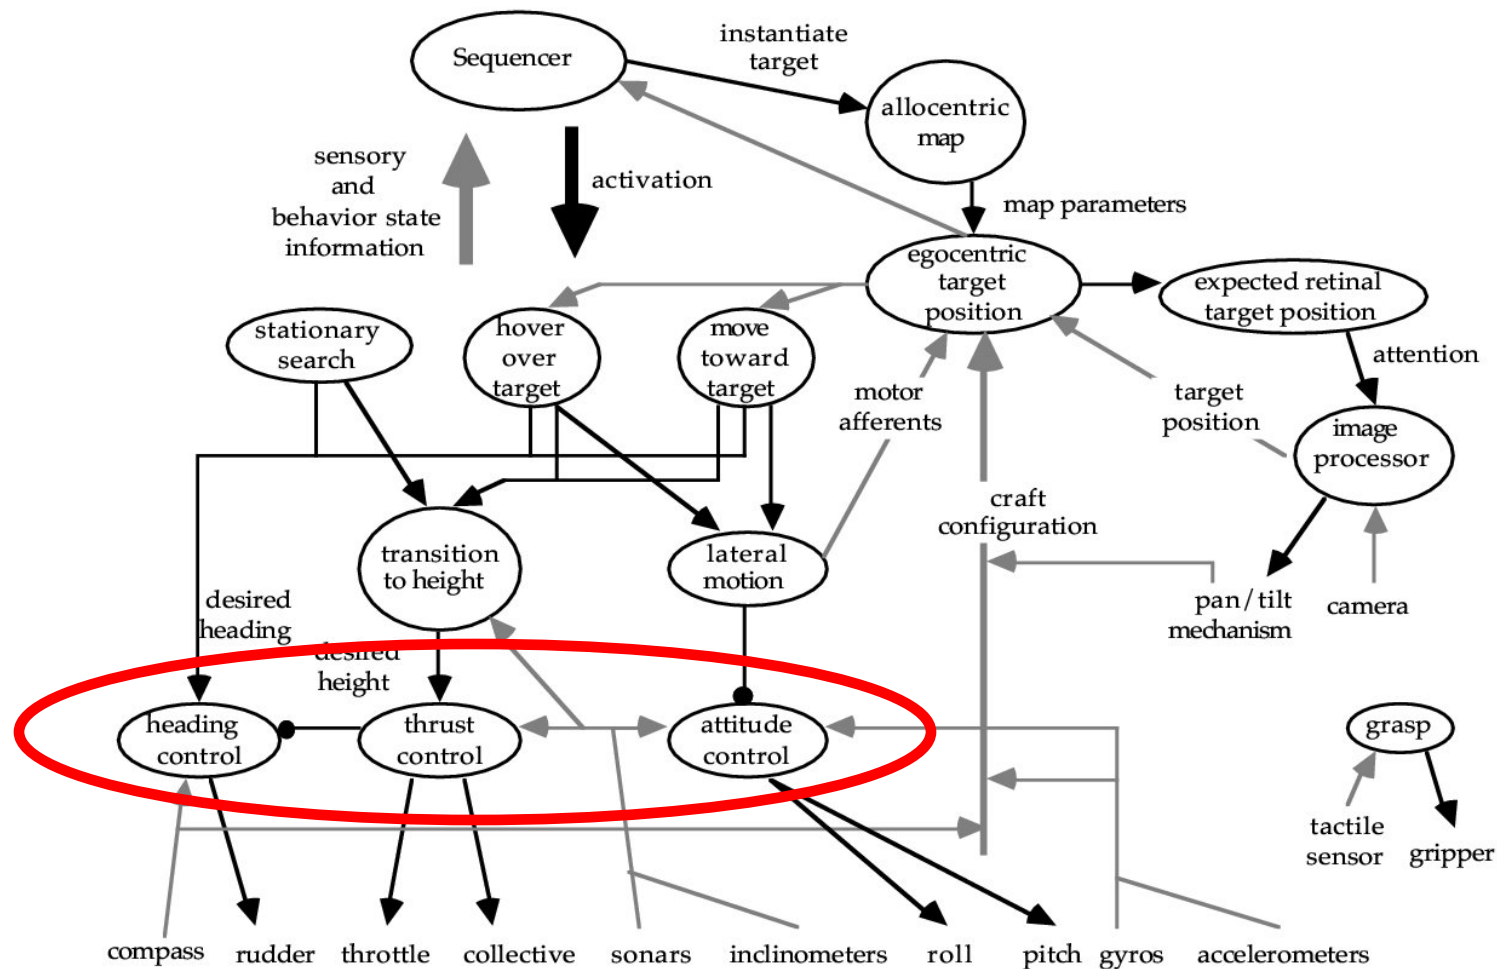 Sequencer
instantiate
target
allocentric
map
sensory
and
behavior state
information
activation
map parameters
egocentric
target
position
expected retinal
target position
stationary
search
hover
over
target
move
toward
target
attention
motor
afferents
target
position
image
processor
craft
configuration
transition
to height
lateral
motion
pan/tilt
mechanism
camera
desired
heading
desired
height
heading
control
thrust
control
attitude
control
grasp
tactile
sensor
gripper
compass
rudder
throttle
collective
sonars
inclinometers
roll
pitch
gyros
accelerometers